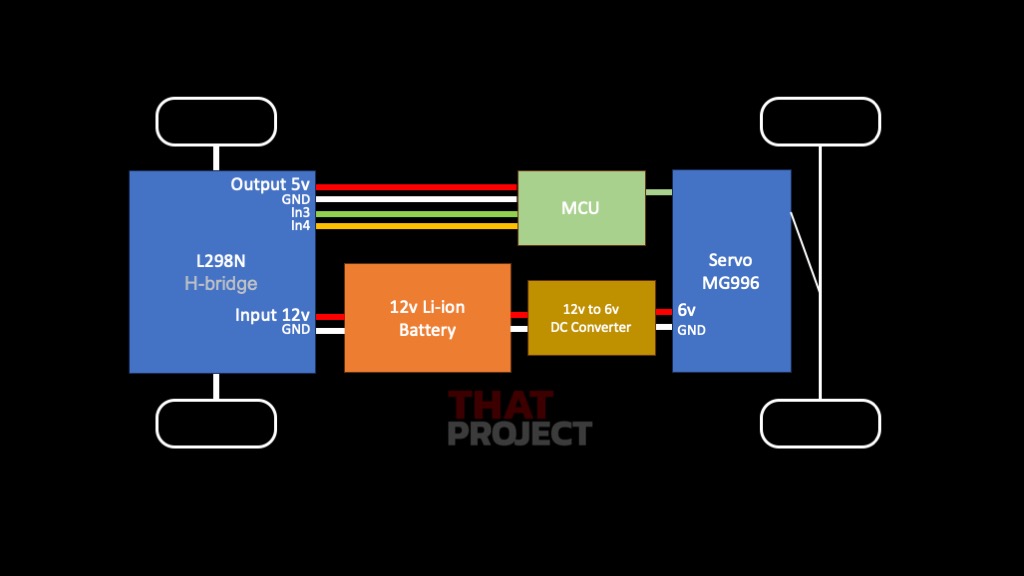 Output 5v
GND
In3
In4
L298N
H-bridge
Input 12v
GND
MCU
12v Li-ion
Battery
12v to 6v
DC Converter
Servo
MG996
6v
GND
THAT
PROJECT